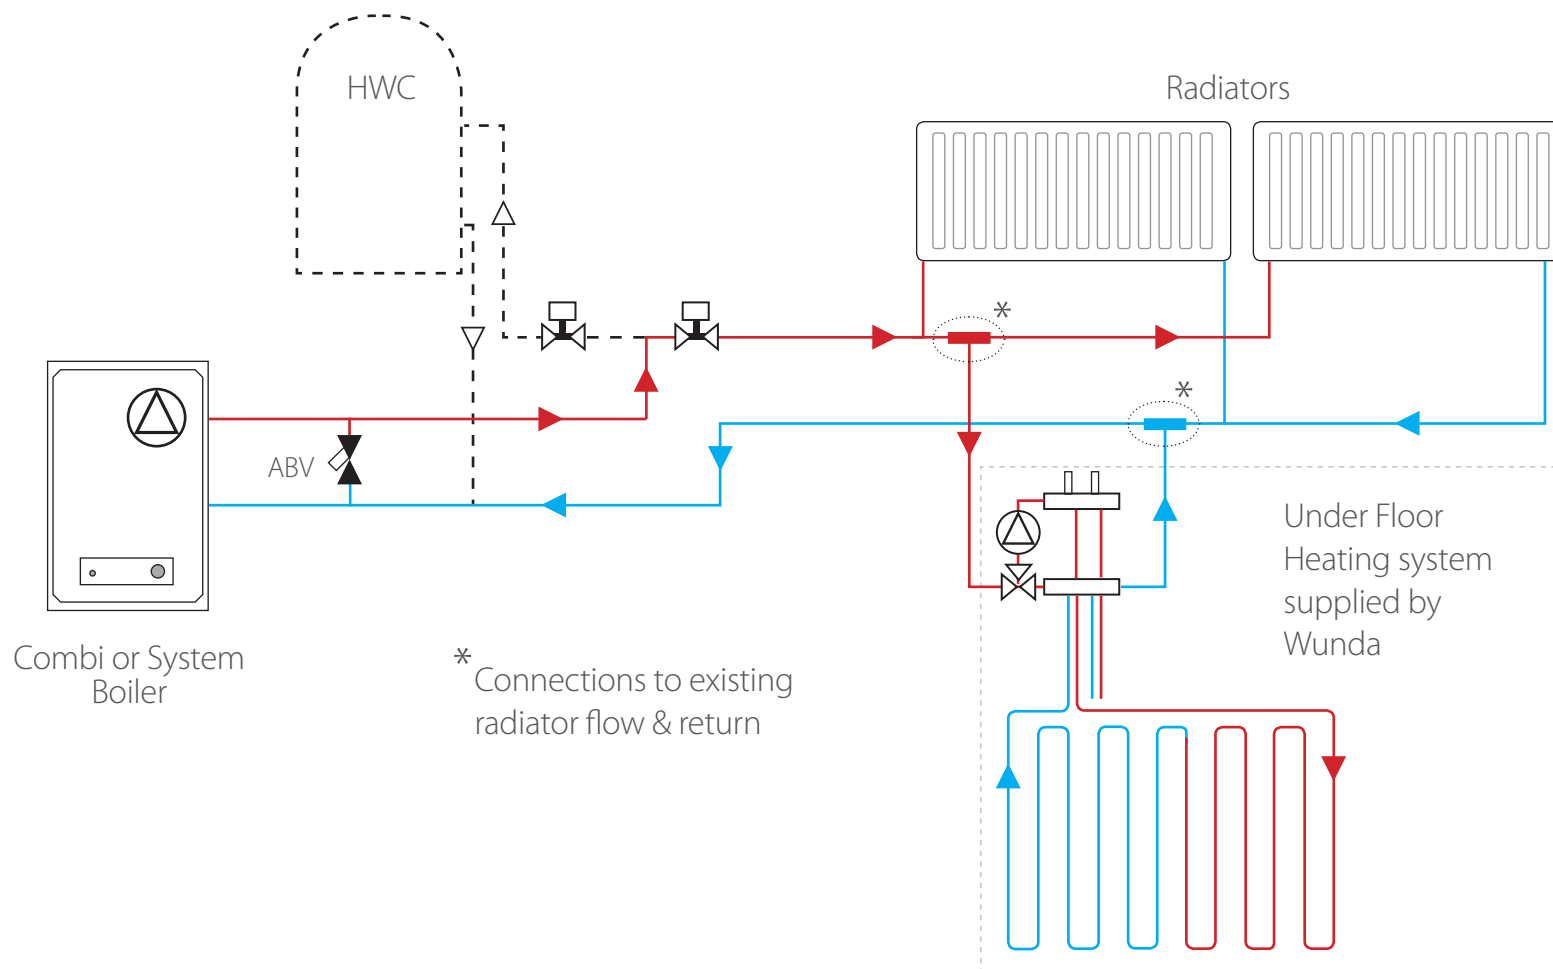 HWC
Radiators
*
*
ABV
Under Floor
Heating system
supplied by
Wunda
Combi or System
Boiler
* Connections to existing
radiator flow & return